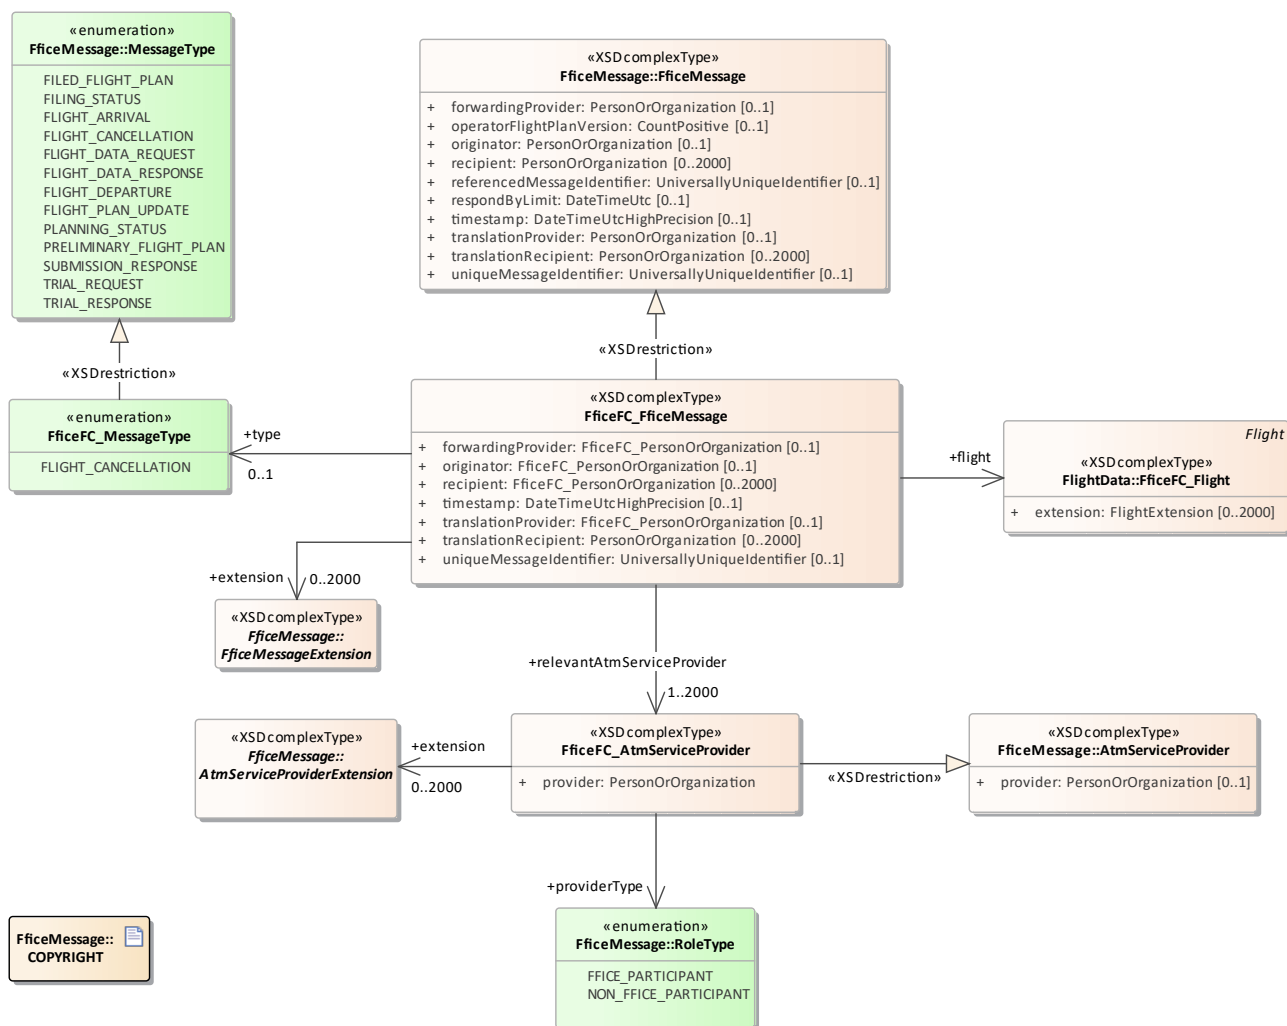 «enumeration»
FficeMessage::MessageType
FILED_FLIGHT_PLAN
FILING_STATUS
FLIGHT_ARRIVAL
FLIGHT_CANCELLATION
FLIGHT_DATA_REQUEST
FLIGHT_DATA_RESPONSE
FLIGHT_DEPARTURE
FLIGHT_PLAN_UPDATE
PLANNING_STATUS
PRELIMINARY_FLIGHT_PLAN
SUBMISSION_RESPONSE
TRIAL_REQUEST
TRIAL_RESPONSE
«XSDcomplexType»
FficeMessage::FficeMessage
+ forwardingProvider: PersonOrOrganization [0..1]
+ operatorFlightPlanVersion: CountPositive [0..1]
+ originator: PersonOrOrganization [0..1]
+ recipient: PersonOrOrganization [0..2000]
+ referencedMessageIdentifier: UniversallyUniqueIdentifier [0..1]
+ respondByLimit: DateTimeUtc [0..1]
+ timestamp: DateTimeUtcHighPrecision [0..1]
+ translationProvider: PersonOrOrganization [0..1]
+ translationRecipient: PersonOrOrganization [0..2000]
+ uniqueMessageIdentifier: UniversallyUniqueIdentifier [0..1]
«XSDrestriction»
«XSDrestriction»
«enumeration»
FficeFC_MessageType
FLIGHT_CANCELLATION
+type
0..1
«XSDcomplexType»
FficeFC_FficeMessage
+ forwardingProvider: FficeFC_PersonOrOrganization [0..1]
+ originator: FficeFC_PersonOrOrganization [0..1]
+ recipient: FficeFC_PersonOrOrganization [0..2000]
+ timestamp: DateTimeUtcHighPrecision [0..1]
+ translationProvider: FficeFC_PersonOrOrganization [0..1]
+ translationRecipient: PersonOrOrganization [0..2000]
+ uniqueMessageIdentifier: UniversallyUniqueIdentifier [0..1]
+flight
Flight
«XSDcomplexType»
FlightData::FficeFC_Flight
+ extension: FlightExtension [0..2000]
+extension
0..2000
«XSDcomplexType»
FficeMessage::
FficeMessageExtension
+relevantAtmServiceProvider
1..2000
«XSDcomplexType»
FficeMessage::
AtmServiceProviderExtension
+extension
0..2000
«XSDcomplexType»
FficeFC_AtmServiceProvider
+ provider: PersonOrOrganization
«XSDrestriction»
«XSDcomplexType»
FficeMessage::AtmServiceProvider
+ provider: PersonOrOrganization [0..1]
+providerType
«enumeration»
FficeMessage::RoleType
FFICE_PARTICIPANT
NON_FFICE_PARTICIPANT
FficeMessage::
COPYRIGHT